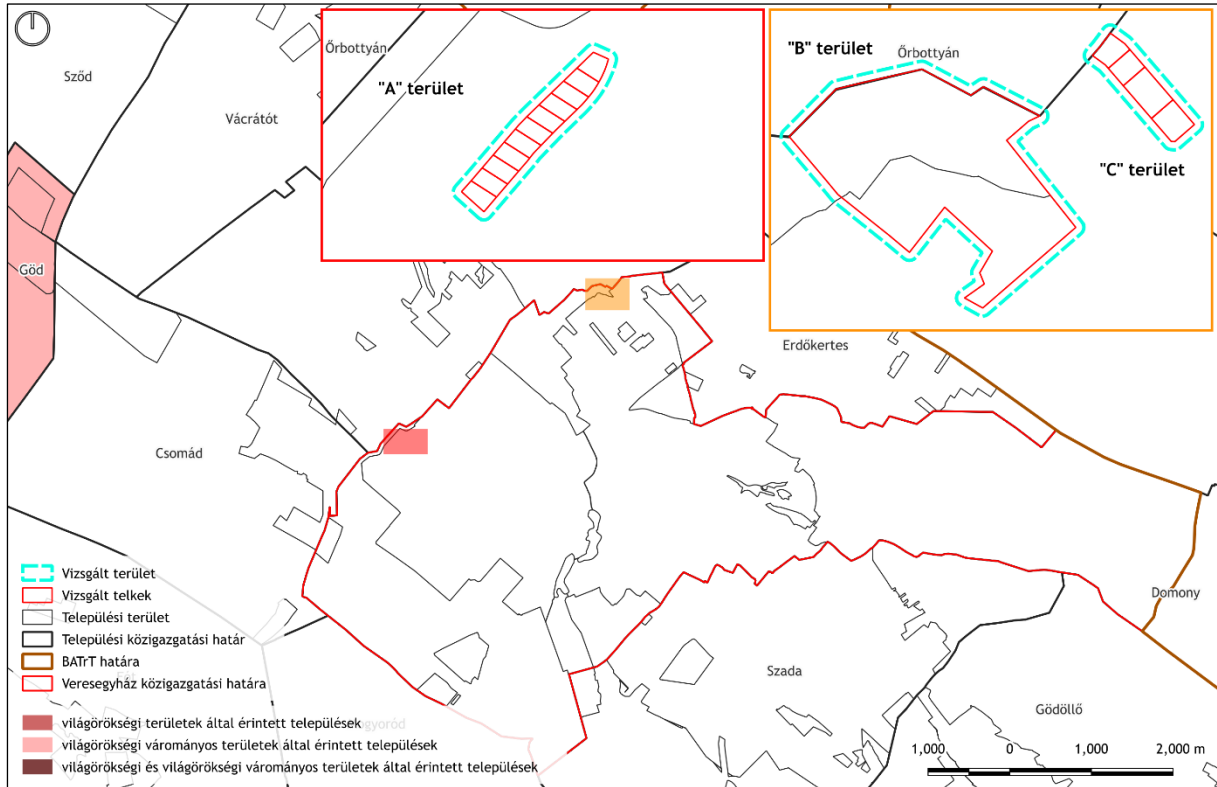 Sződ
Vácrátót
Őrbottyán
"A" terület
"B" terület
Őrbottyán
"C" terület
Göd
Erdőkertes
Csomád
Domony
Szada
Gödöllő
Vizsgált terület
Vizsgált telkek
Települési terület
Települési közigazgatási határ
BATrT határa
Veresegyház közigazgatási határa
világörökségi területek által érintett települések
világörökségi várományos területek által érintett települések
világörökségi és világörökségi várományos területek által érintett települések
1,000 0 1,000 2,000 m